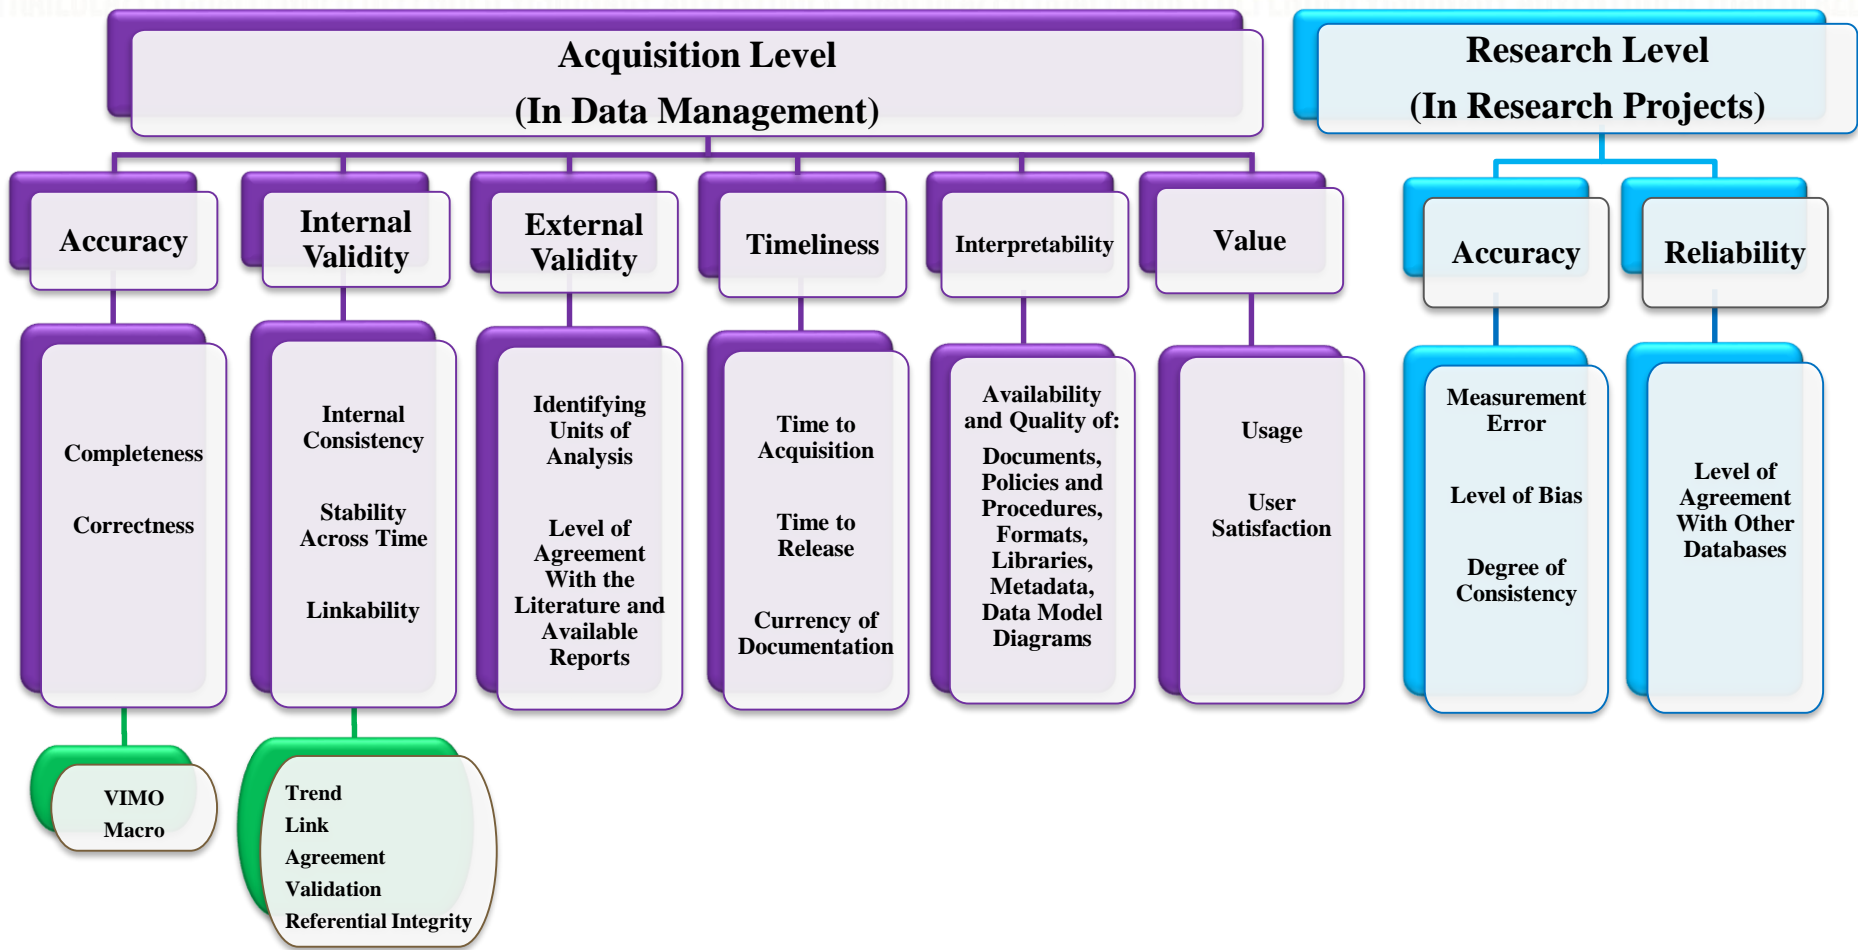 Acquisition Level
(In Data Management)
Research Level
(In Research Projects)
Accuracy
Internal
Validity
External
Validity
Timeliness
Interpretability
Value
Accuracy
Reliability
Completeness
Correctness
Internal
Consistency
Stability
Across Time
Linkability
Identifying
Units of
Analysis
Level of
Agreement
With the
Literature and
Available
Reports
Time to
Acquisition
Time to
Release
Currency of
Documentation
Availability
and Quality of:
Documents,
Policies and
Procedures,
Formats,
Libraries,
Metadata,
Data Model
Diagrams
Usage
User
Satisfaction
Measurement
Error
Level of Bias
Degree of
Consistency
Level of
Agreement
With Other
Databases
VIMO
Macro
Trend
Link
Agreement
Validation
Referential Integrity